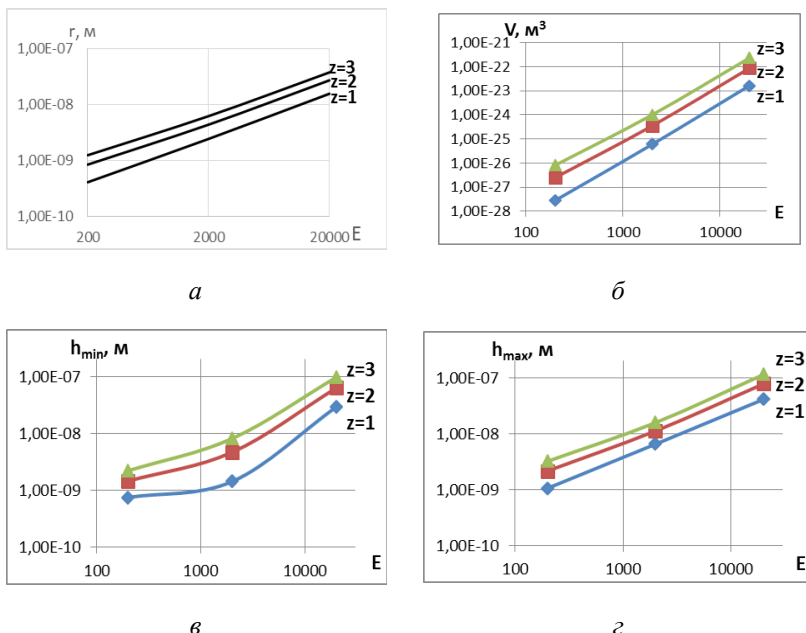 r, м
1,00E-07
1,00E-08
1,00E-09
1,00E-10
z=3
z=2
z=1
200
2000
20000
E
а
V, м³
1,00E-21
1,00E-22
1,00E-23
1,00E-24
1,00E-25
1,00E-26
1,00E-27
1,00E-28
z=3
z=2
z=1
100
1000
10000
E
б
hmin, м
1,00E-07
1,00E-08
1,00E-09
1,00E-10
z=3
z=2
z=1
100
1000
10000
E
в
hmax, м
1,00E-07
1,00E-08
1,00E-09
1,00E-10
z=3
z=2
z=1
100
1000
10000
E
г